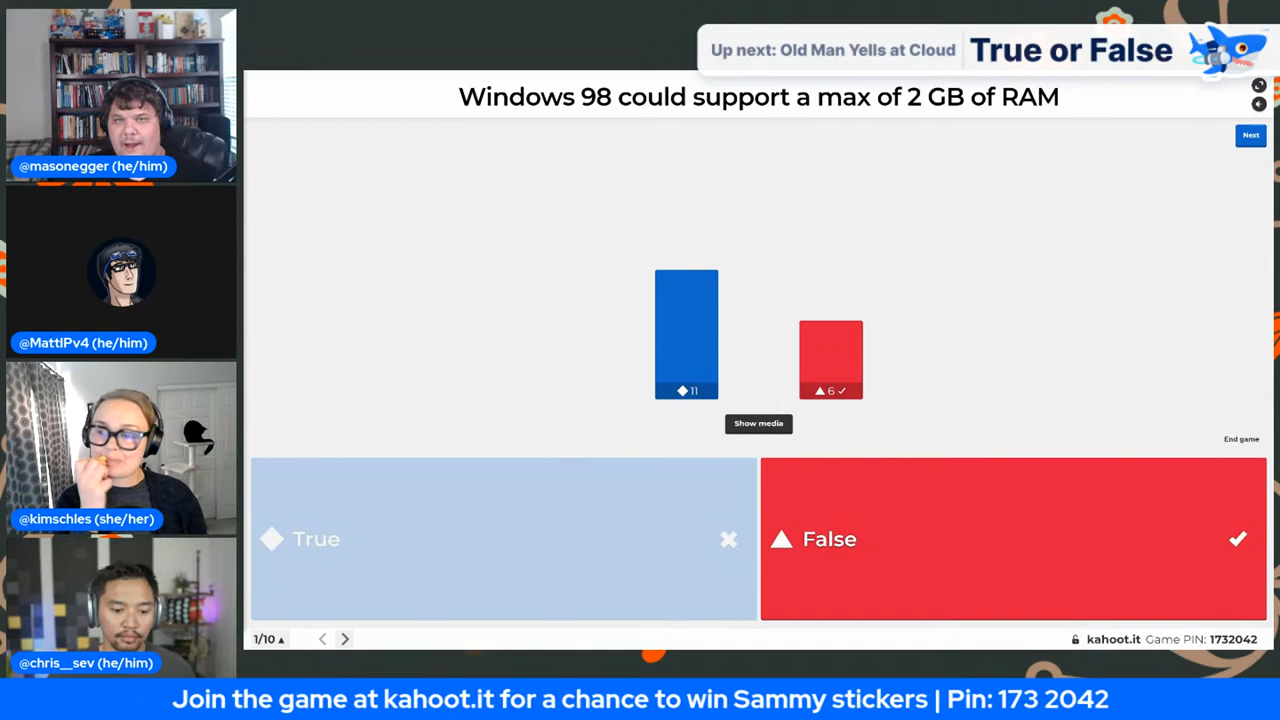 Up next: Old Man Yells at Cloud
True or False
Windows 98 could support a max of 2 GB of RAM
Next
@masonegger (he/him)
@MattIPv4 (he/him)
@kimschles (she/her)
@chris__sev (he/him)
11
6
Show media
End game
True
False
1/10
kahoot.it Game PIN: 1732042
Join the game at kahoot.it for a chance to win Sammy stickers | Pin: 173 2042